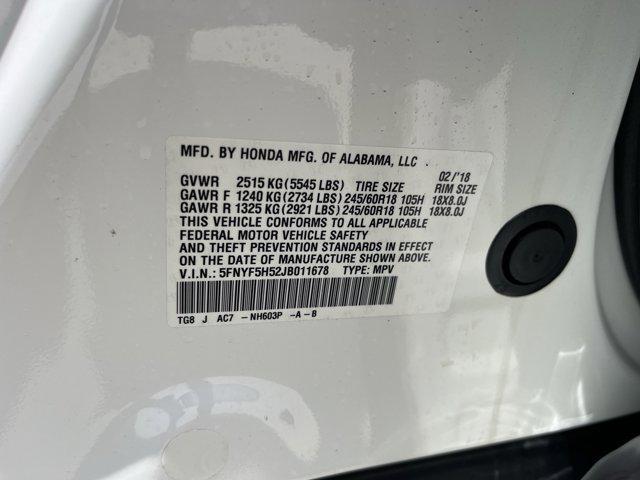 MFD. BY HONDA MFG. OF ALABAMA, LLC .
02 /'18
GVWR 2515 KG(5545 LBS) TIRE SIZE RIM SIZE
GAWR F 1240 KG(2734 LBS)245/60R18 105H 18X8.0J
GAWR R 1325 KG(2921 LBS)245/60R18 105H 18X8.0J
THIS VEHICLE CONFORMS TO ALL APPLICABLE
FEDERAL MOTOR VEHICLE SAFETY
AND THEFT PREVENTION STANDARDS IN EFFECT
ON THE DATE OF MANUFACTURE SHOWN ABOVE.
V.I.N.: 5FNYF5H52JB011678 TYPE: MPV
TG8 J AC7 -NH603P -A-B